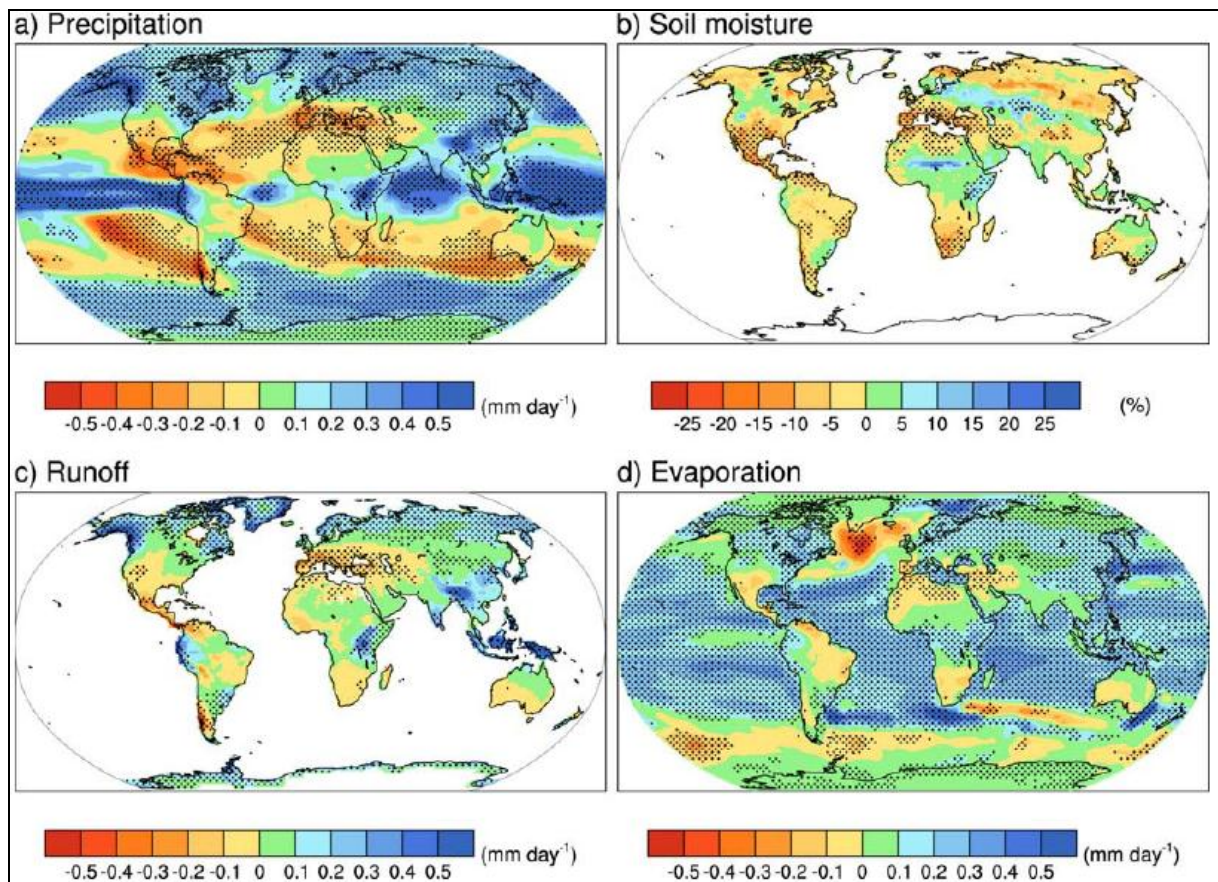 a) Precipitation
b) Soil moisture
-0.5 -0.4 -0.3 -0.2 -0.1 0 0.1 0.2 0.3 0.4 0.5 (mm day⁻¹)
-25 -20 -15 -10 -5 0 5 10 15 20 25 (%)
c) Runoff
d) Evaporation
-0.5 -0.4 -0.3 -0.2 -0.1 0 0.1 0.2 0.3 0.4 0.5 (mm day⁻¹)
-0.5 -0.4 -0.3 -0.2 -0.1 0 0.1 0.2 0.3 0.4 0.5 (mm day⁻¹)